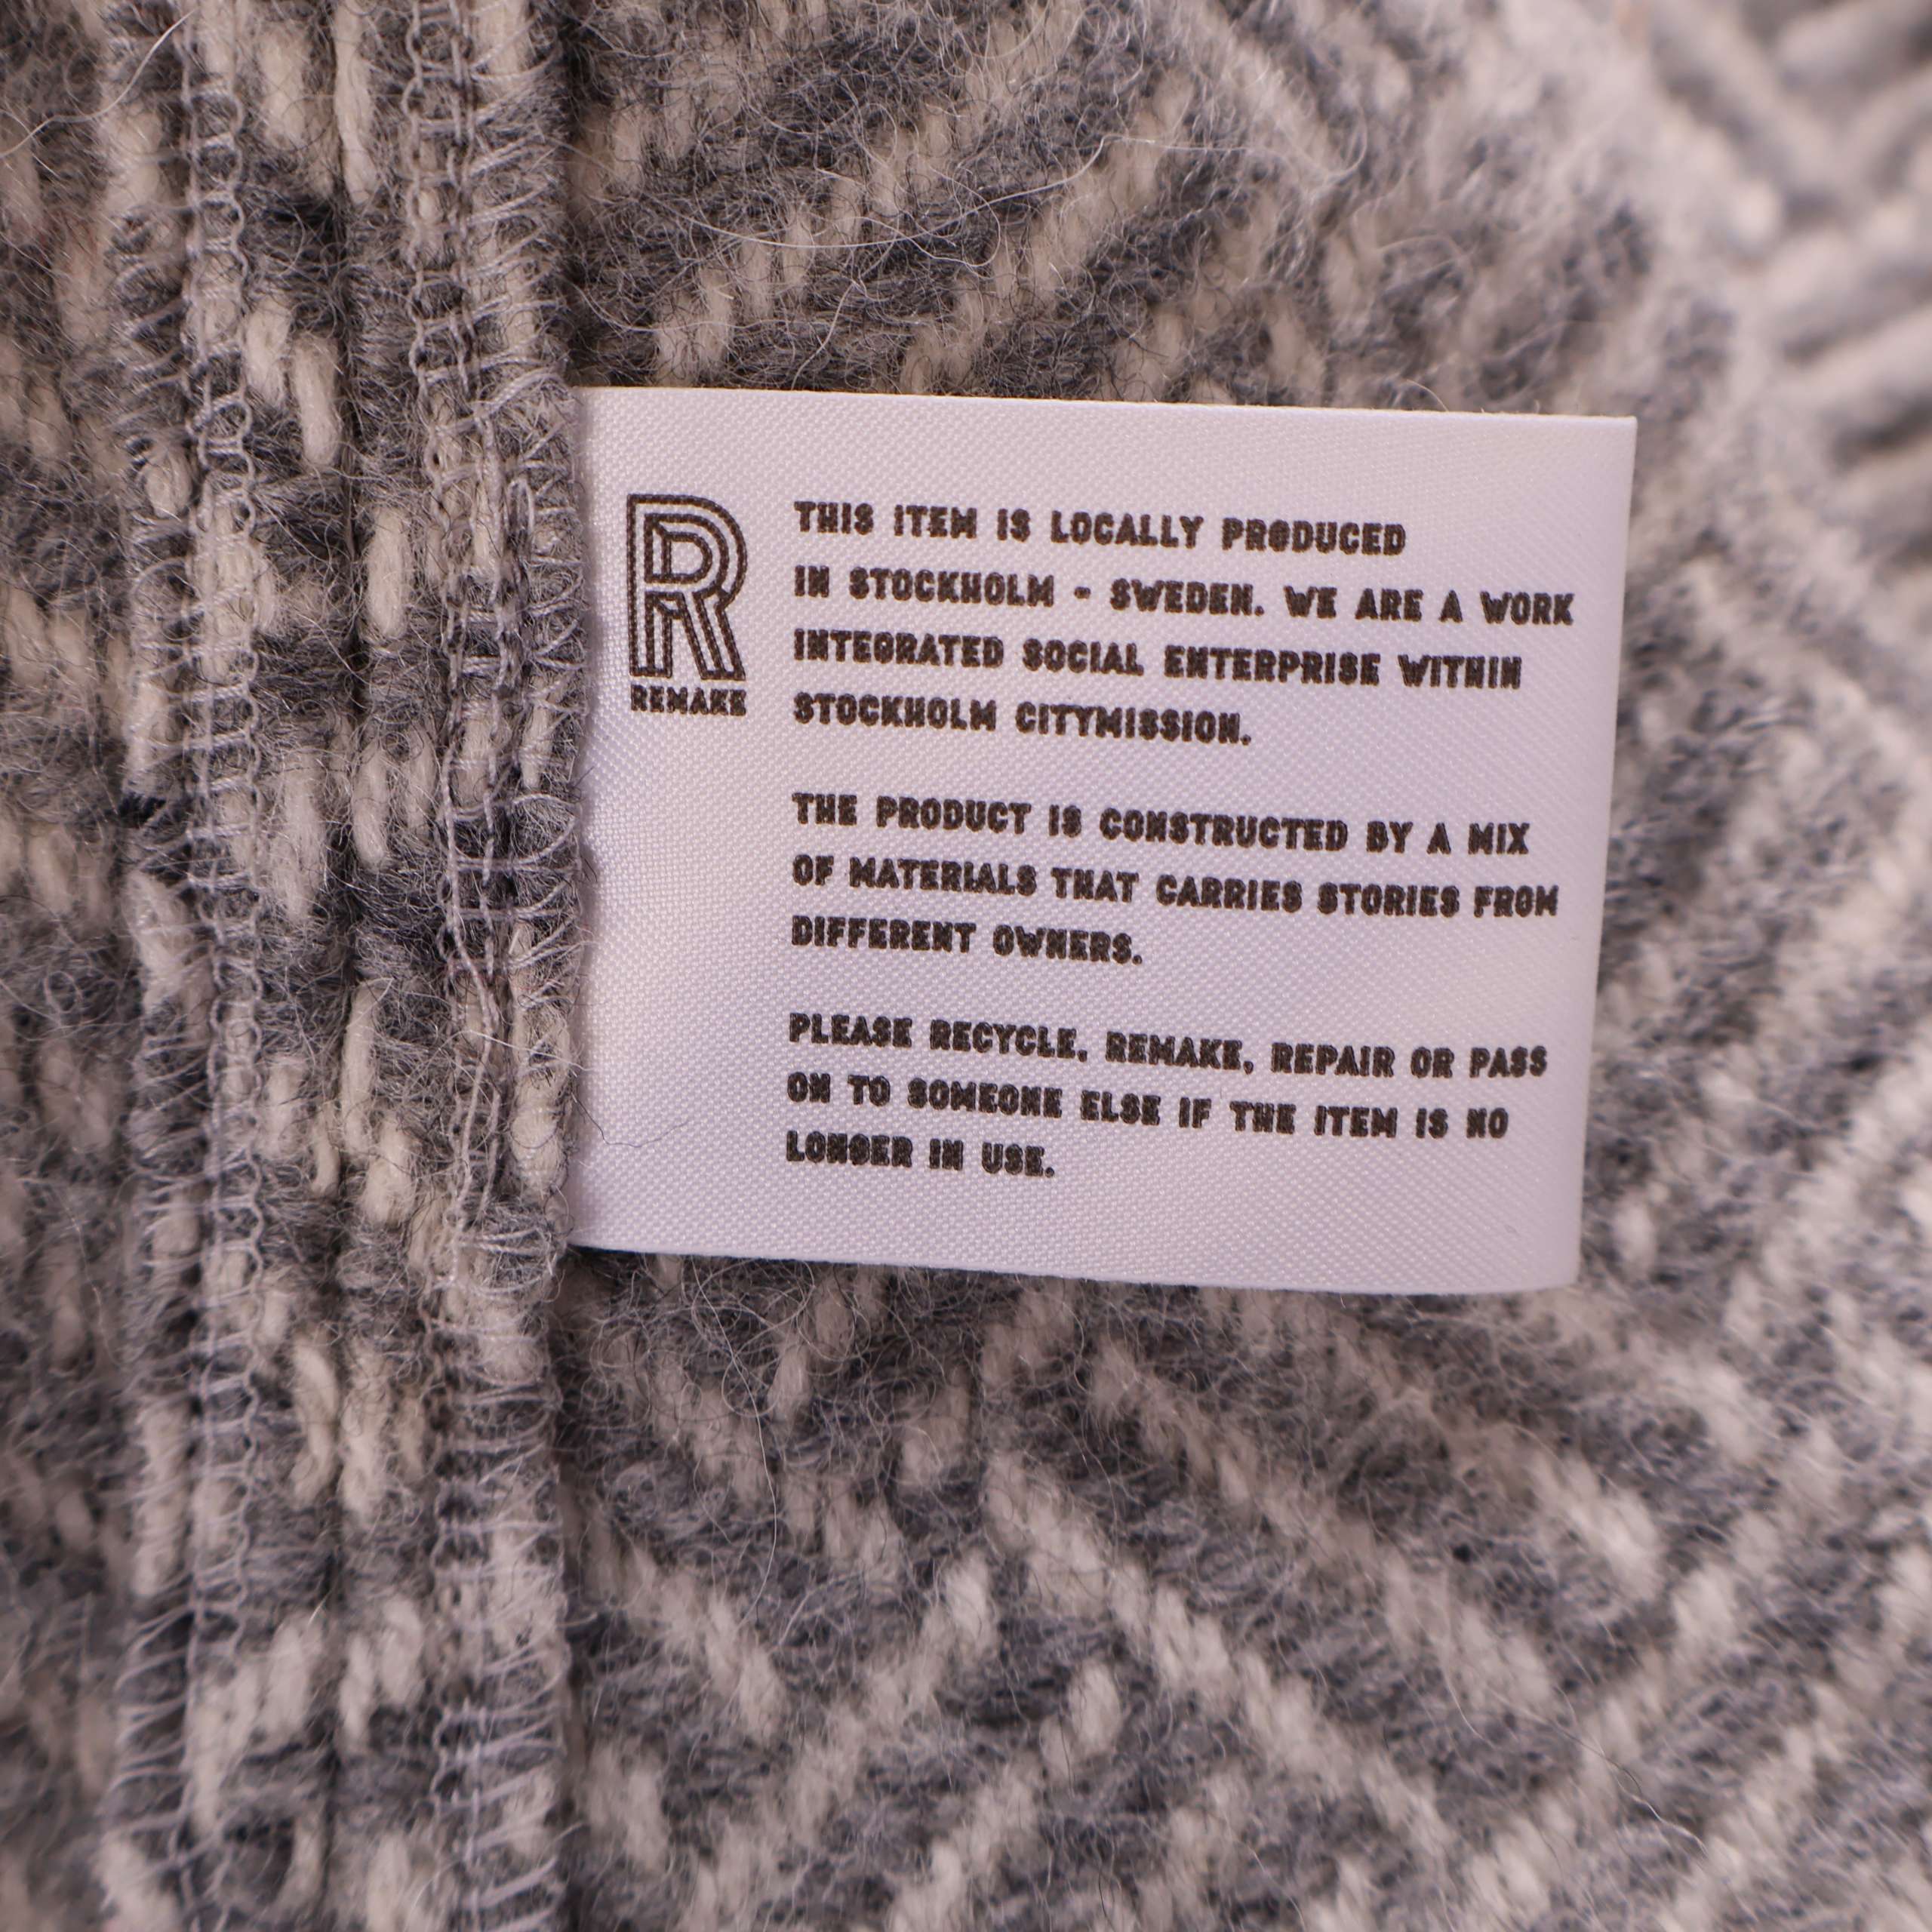 R
REMAKE
THIS ITEM IS LOCALLY PRODUCED
IN STOCKHOLM - SWEDEN. WE ARE A WORK
INTEGRATED SOCIAL ENTERPRISE WITHIN
STOCKHOLM CITYMISSION.
THE PRODUCT IS CONSTRUCTED BY A MIX
OF MATERIALS THAT CARRIES STORIES FROM
DIFFERENT OWNERS.
PLEASE RECYCLE, REMAKE, REPAIR OR PASS
ON TO SOMEONE ELSE IF THE ITEM IS NO
LONGER IN USE.